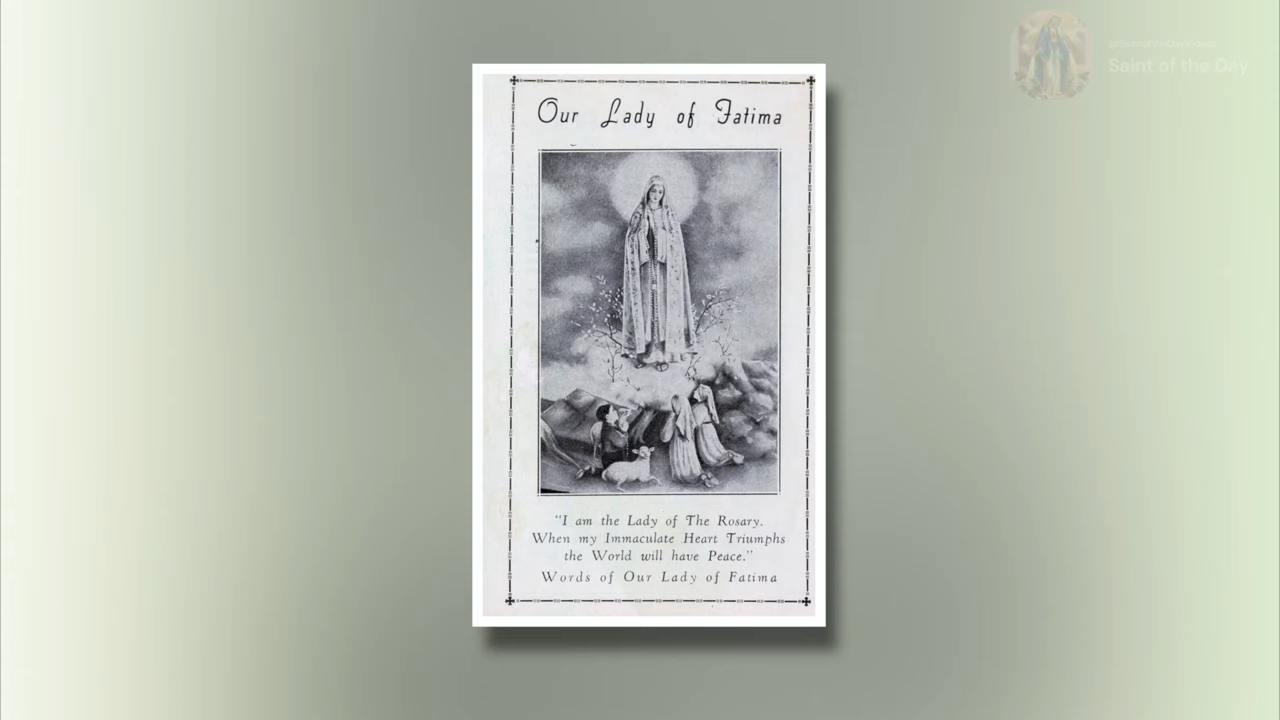 Our Lady of Fatima
"I am the Lady of The Rosary.
When my Immaculate Heart Triumphs
the World will have Peace."
Words of Our Lady of Fatima
Saint of the Day